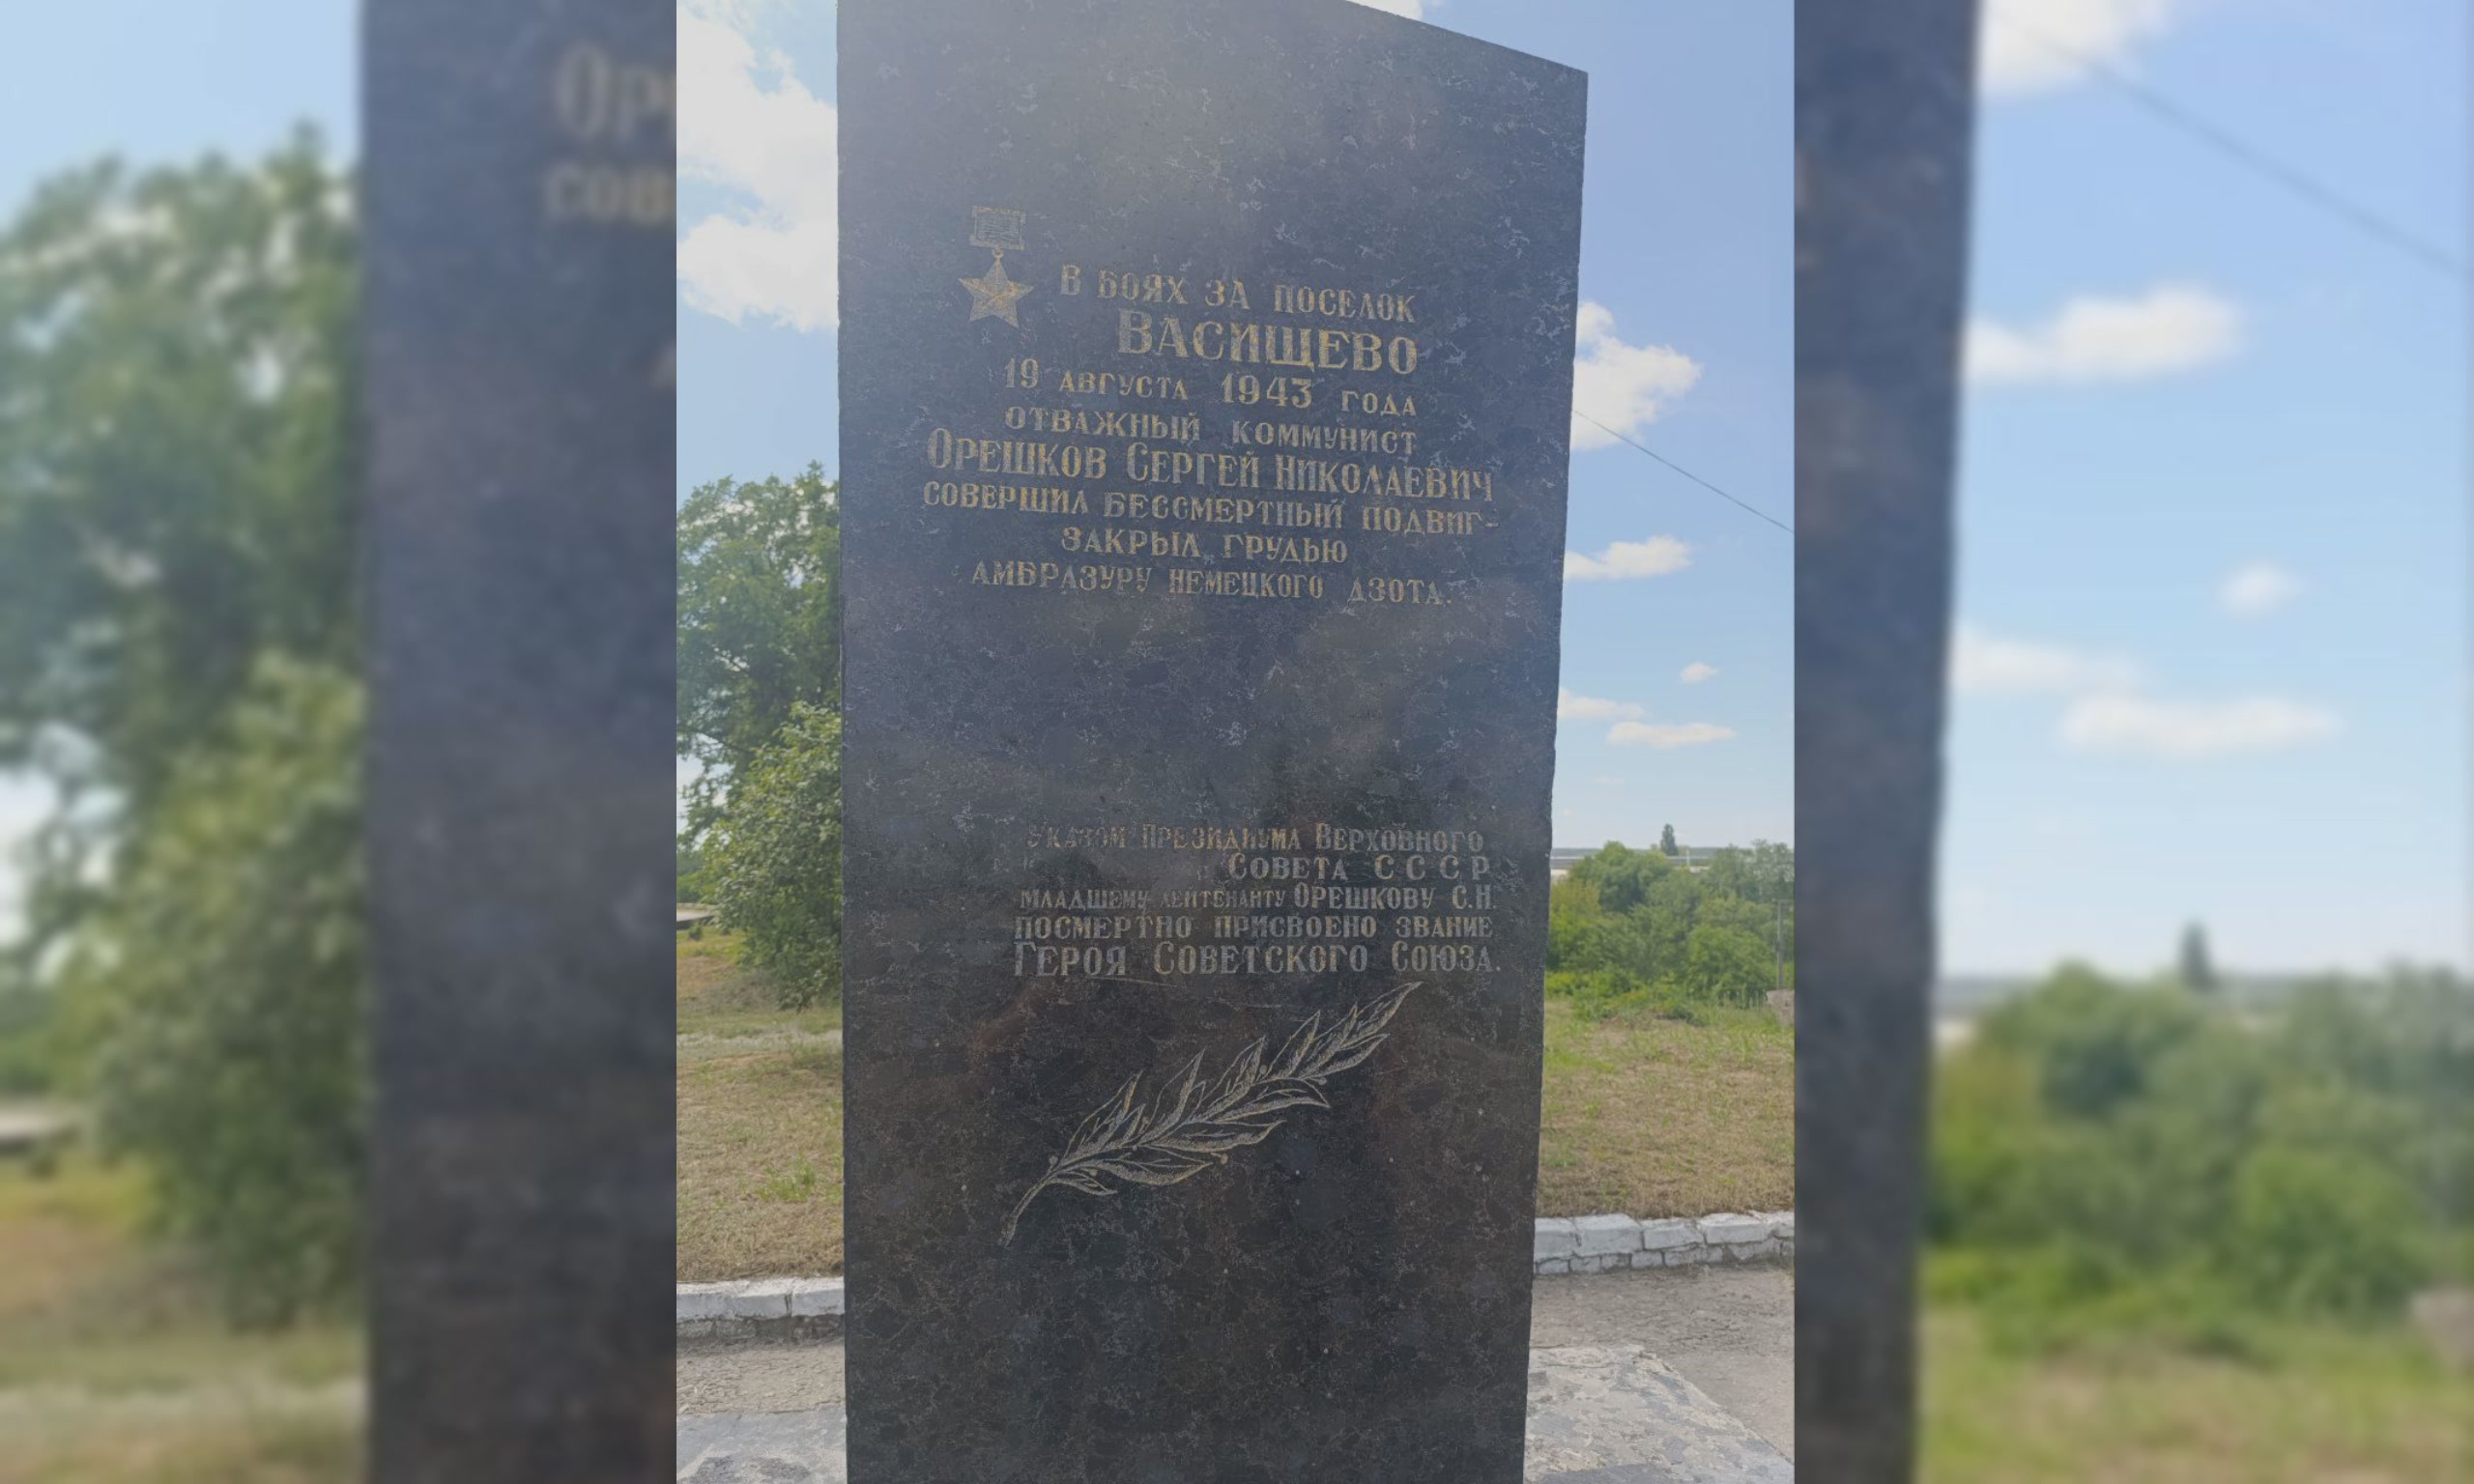 В БОЯХ ЗА ПОСЕЛОК
ВАСИЩЕВО
19 АВГУСТА 1943 ГОДА
ОТВАЖНЫЙ КОММУНИСТ
ОРЕШКОВ СЕРГЕЙ НИКОЛАЕВИЧ
СОВЕРШИЛ БЕССМЕРТНЫЙ ПОДВИГ-
ЗАКРЫЛ ГРУДЬЮ
АМБРАЗУРУ НЕМЕЦКОГО ДЗОТА.
УКАЗОМ ПРЕЗИДИУМА ВЕРХОВНОГО
СОВЕТА СССР
МЛАДШЕМУ ЛЕЙТЕНАНТУ ОРЕШКОВУ С.Н.
ПОСМЕРТНО ПРИСВОЕНО ЗВАНИЕ
ГЕРОЯ СОВЕТСКОГО СОЮЗА.